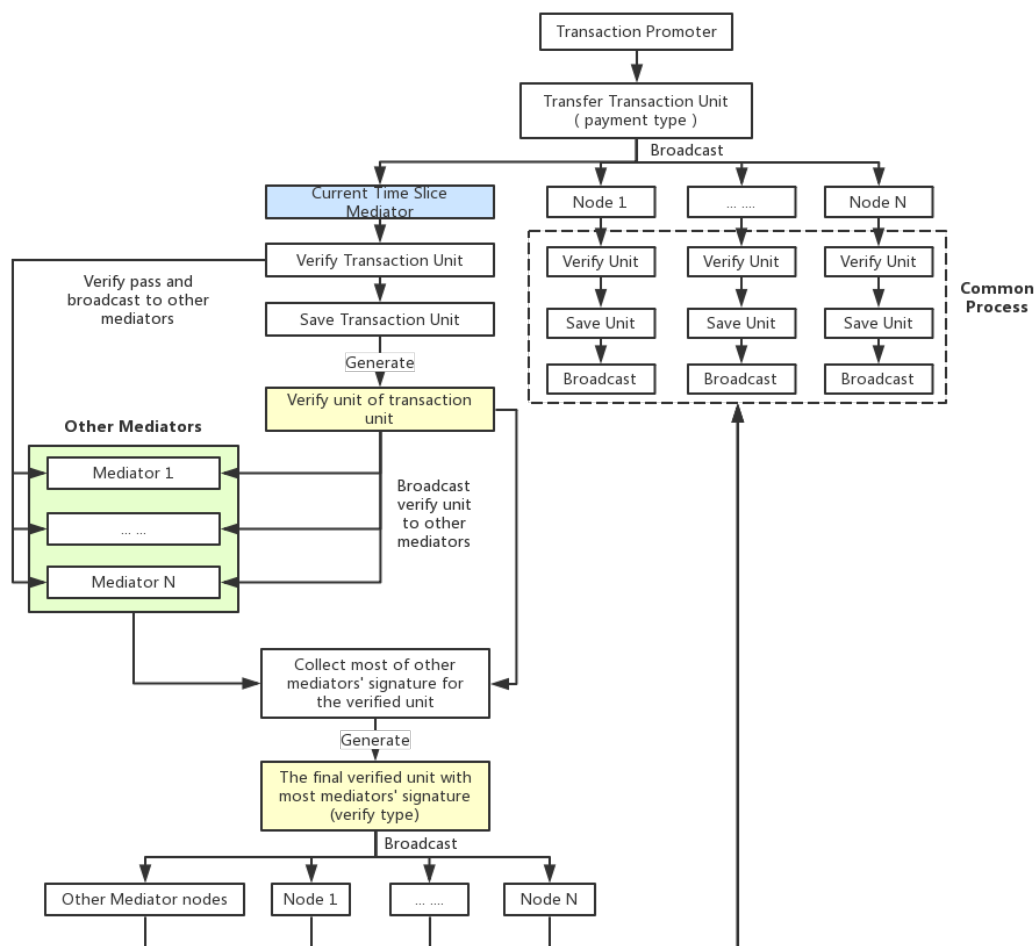 Transaction Promoter
Transfer Transaction Unit
( payment type )
Broadcast
Current Time Slice
Mediator
Node 1
... ....
Node N
Verify Transaction Unit
Verify Unit
Verify Unit
Verify Unit
Verify pass and
broadcast to other
mediators
Common
Process
Save Transaction Unit
Save Unit
Save Unit
Save Unit
Generate
Broadcast
Broadcast
Broadcast
Verify unit of transaction
unit
Other Mediators
Mediator 1
... ...
Mediator N
Broadcast
verify unit
to other
mediators
Collect most of other
mediators' signature for
the verified unit
Generate
The final verified unit with
most mediators' signature
(verify type)
Broadcast
Other Mediator nodes
Node 1
... ....
Node N